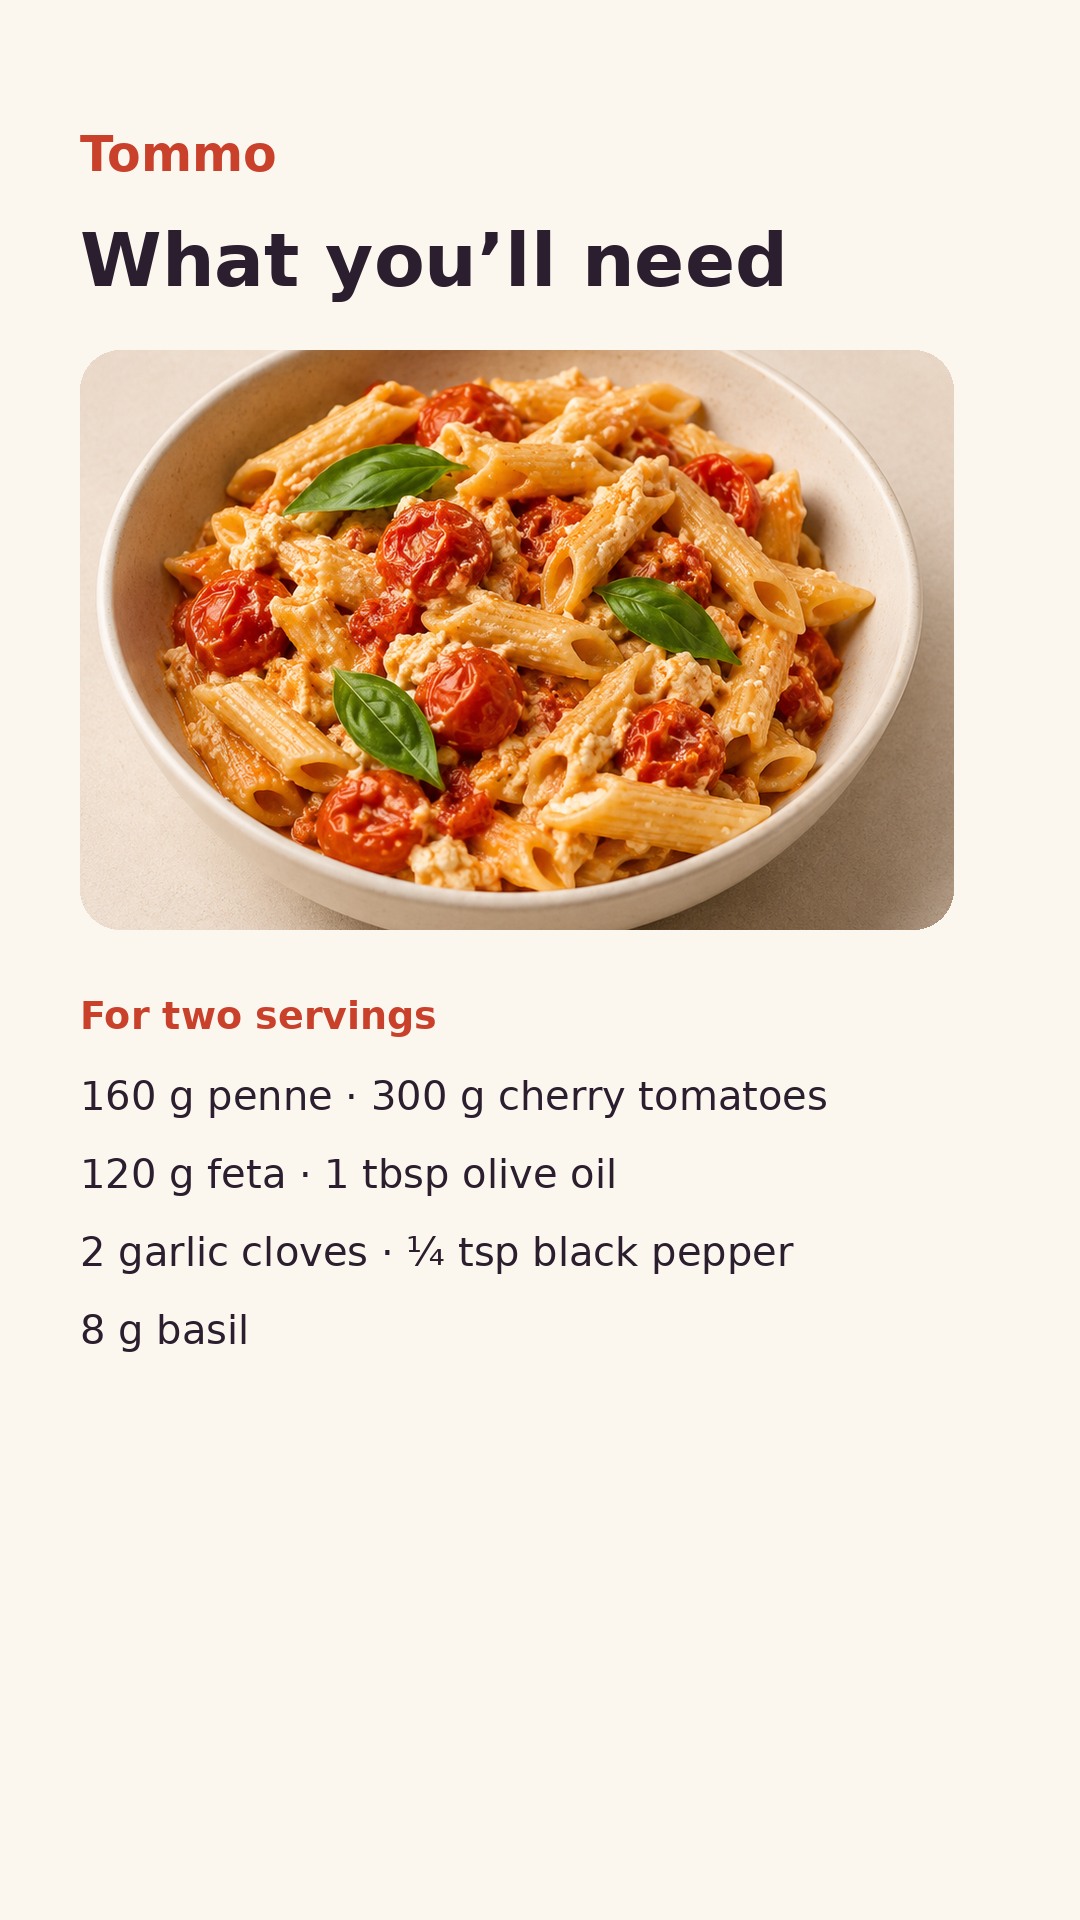 Tommo
What you’ll need
For two servings
160 g penne · 300 g cherry tomatoes
120 g feta · 1 tbsp olive oil
2 garlic cloves · ¼ tsp black pepper
8 g basil